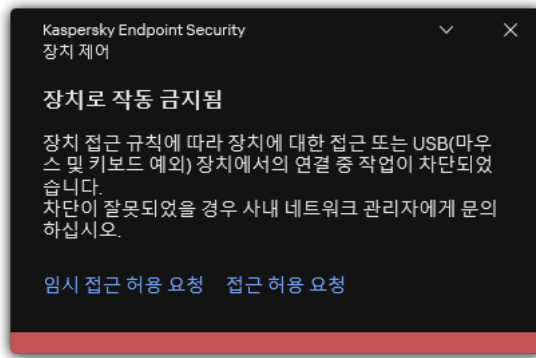 Kaspersky Endpoint Security
장치 제어
장치로 작동 금지됨
장치 접근 규칙에 따라 장치에 대한 접근 또는 USB(마우
스 및 키보드 예외) 장치에서의 연결 중 작업이 차단되었
습니다.
차단이 잘못되었을 경우 사내 네트워크 관리자에게 문의
하십시오.
임시 접근 허용 요청 접근 허용 요청